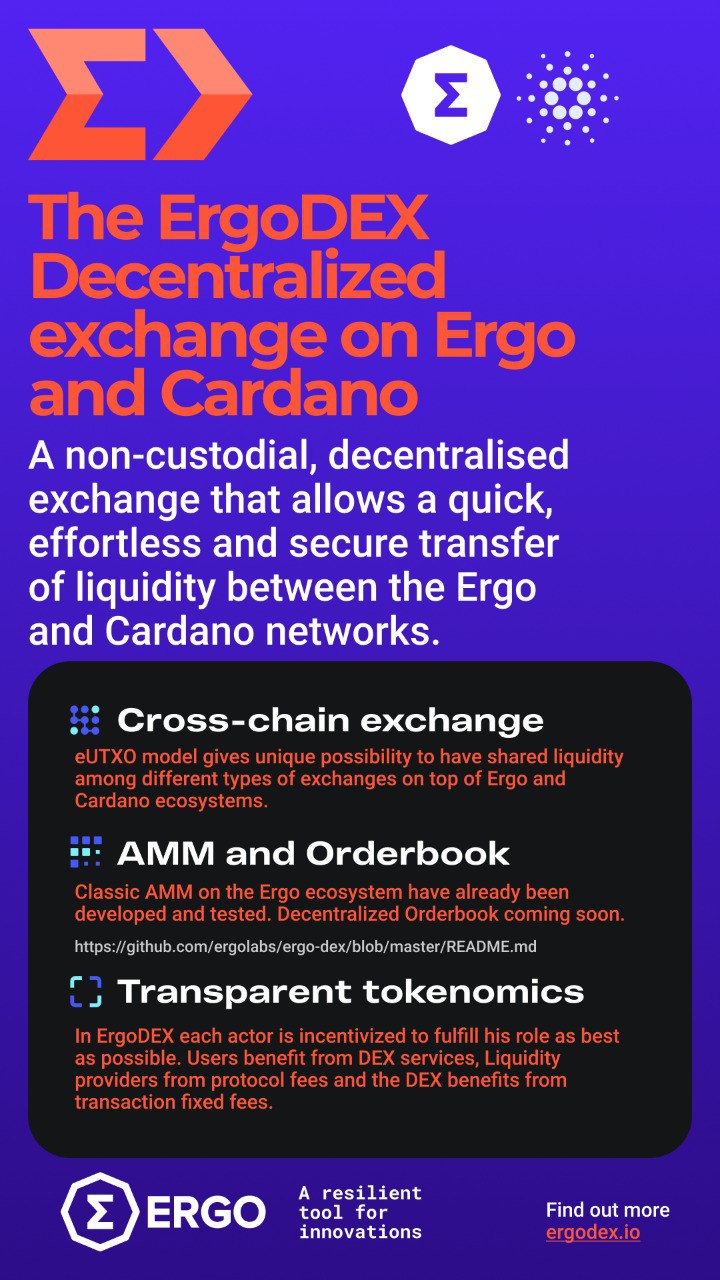 The ErgoDEX
Decentralized
exchange on Ergo
and Cardano
A non-custodial, decentralised
exchange that allows a quick,
effortless and secure transfer
of liquidity between the Ergo
and Cardano networks.
Cross-chain exchange
eUTXO model gives unique possibility to have shared liquidity
among different types of exchanges on top of Ergo and
Cardano ecosystems.
AMM and Orderbook
Classic AMM on the Ergo ecosystem have already been
developed and tested. Decentralized Orderbook coming soon.
https://github.com/ergolabs/ergo-dex/blob/master/README.md
Transparent tokenomics
In ErgoDEX each actor is incentivized to fulfill his role as best
as possible. Users benefit from DEX services, Liquidity
providers from protocol fees and the DEX benefits from
transaction fixed fees.
Σ ERGO
A resilient
tool for
innovations
Find out more
ergodex.io